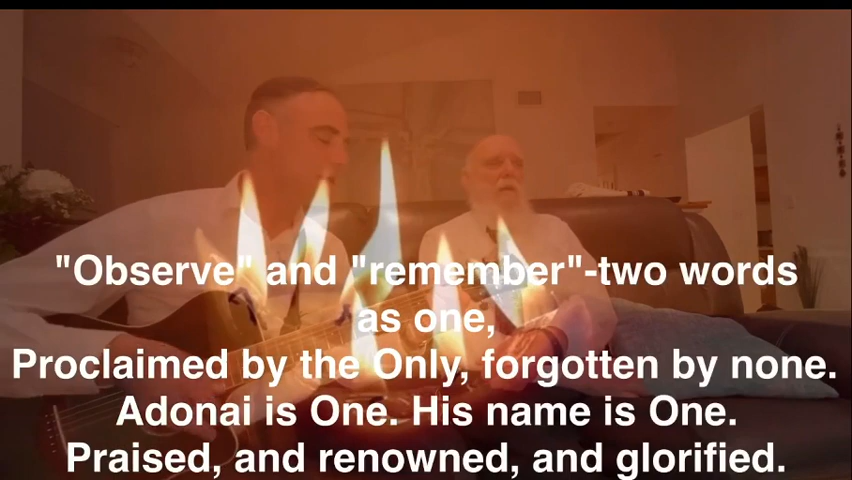 "Observe" and "remember"-two words
as one,
Proclaimed by the Only, forgotten by none.
Adonai is One. His name is One.
Praised, and renowned, and glorified.